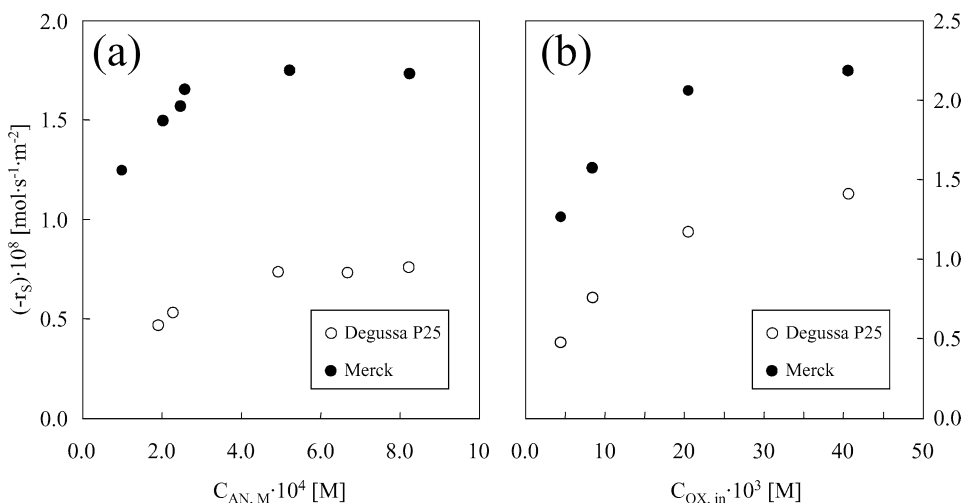 (a)
(b)
2.0
1.5
1.0
0.5
0.0
(-r_S)·10^8 [mol·s^-1·m^-2]
Degussa P25
Merck
0.0 2.0 4.0 6.0 8.0 10
C_AN, M·10^4 [M]
2.5
2.0
1.5
1.0
0.5
0.0
Degussa P25
Merck
0 10 20 30 40 50
C_OX, in·10^3 [M]